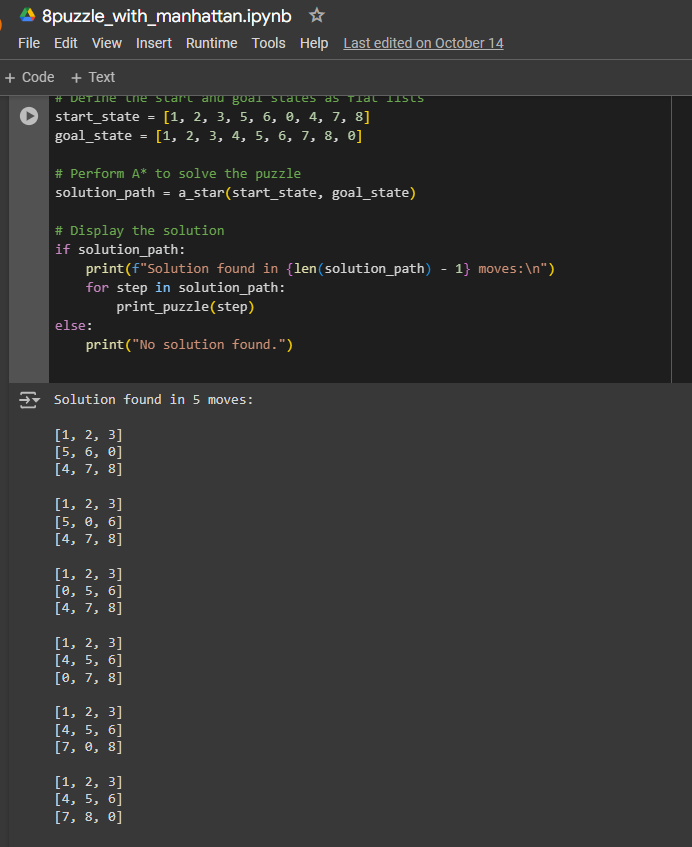 8puzzle_with_manhattan.ipynb
File Edit View Insert Runtime Tools Help Last edited on October 14
+ Code + Text
# Define the start and goal states as flat lists
start_state = [1, 2, 3, 5, 6, 0, 4, 7, 8]
goal_state = [1, 2, 3, 4, 5, 6, 7, 8, 0]
# Perform A* to solve the puzzle
solution_path = a_star(start_state, goal_state)
# Display the solution
if solution_path:
    print(f"Solution found in {len(solution_path) - 1} moves:\n")
    for step in solution_path:
        print_puzzle(step)
else:
    print("No solution found.")
Solution found in 5 moves:
[1, 2, 3]
[5, 6, 0]
[4, 7, 8]
[1, 2, 3]
[5, 0, 6]
[4, 7, 8]
[1, 2, 3]
[0, 5, 6]
[4, 7, 8]
[1, 2, 3]
[4, 5, 6]
[0, 7, 8]
[1, 2, 3]
[4, 5, 6]
[7, 0, 8]
[1, 2, 3]
[4, 5, 6]
[7, 8, 0]